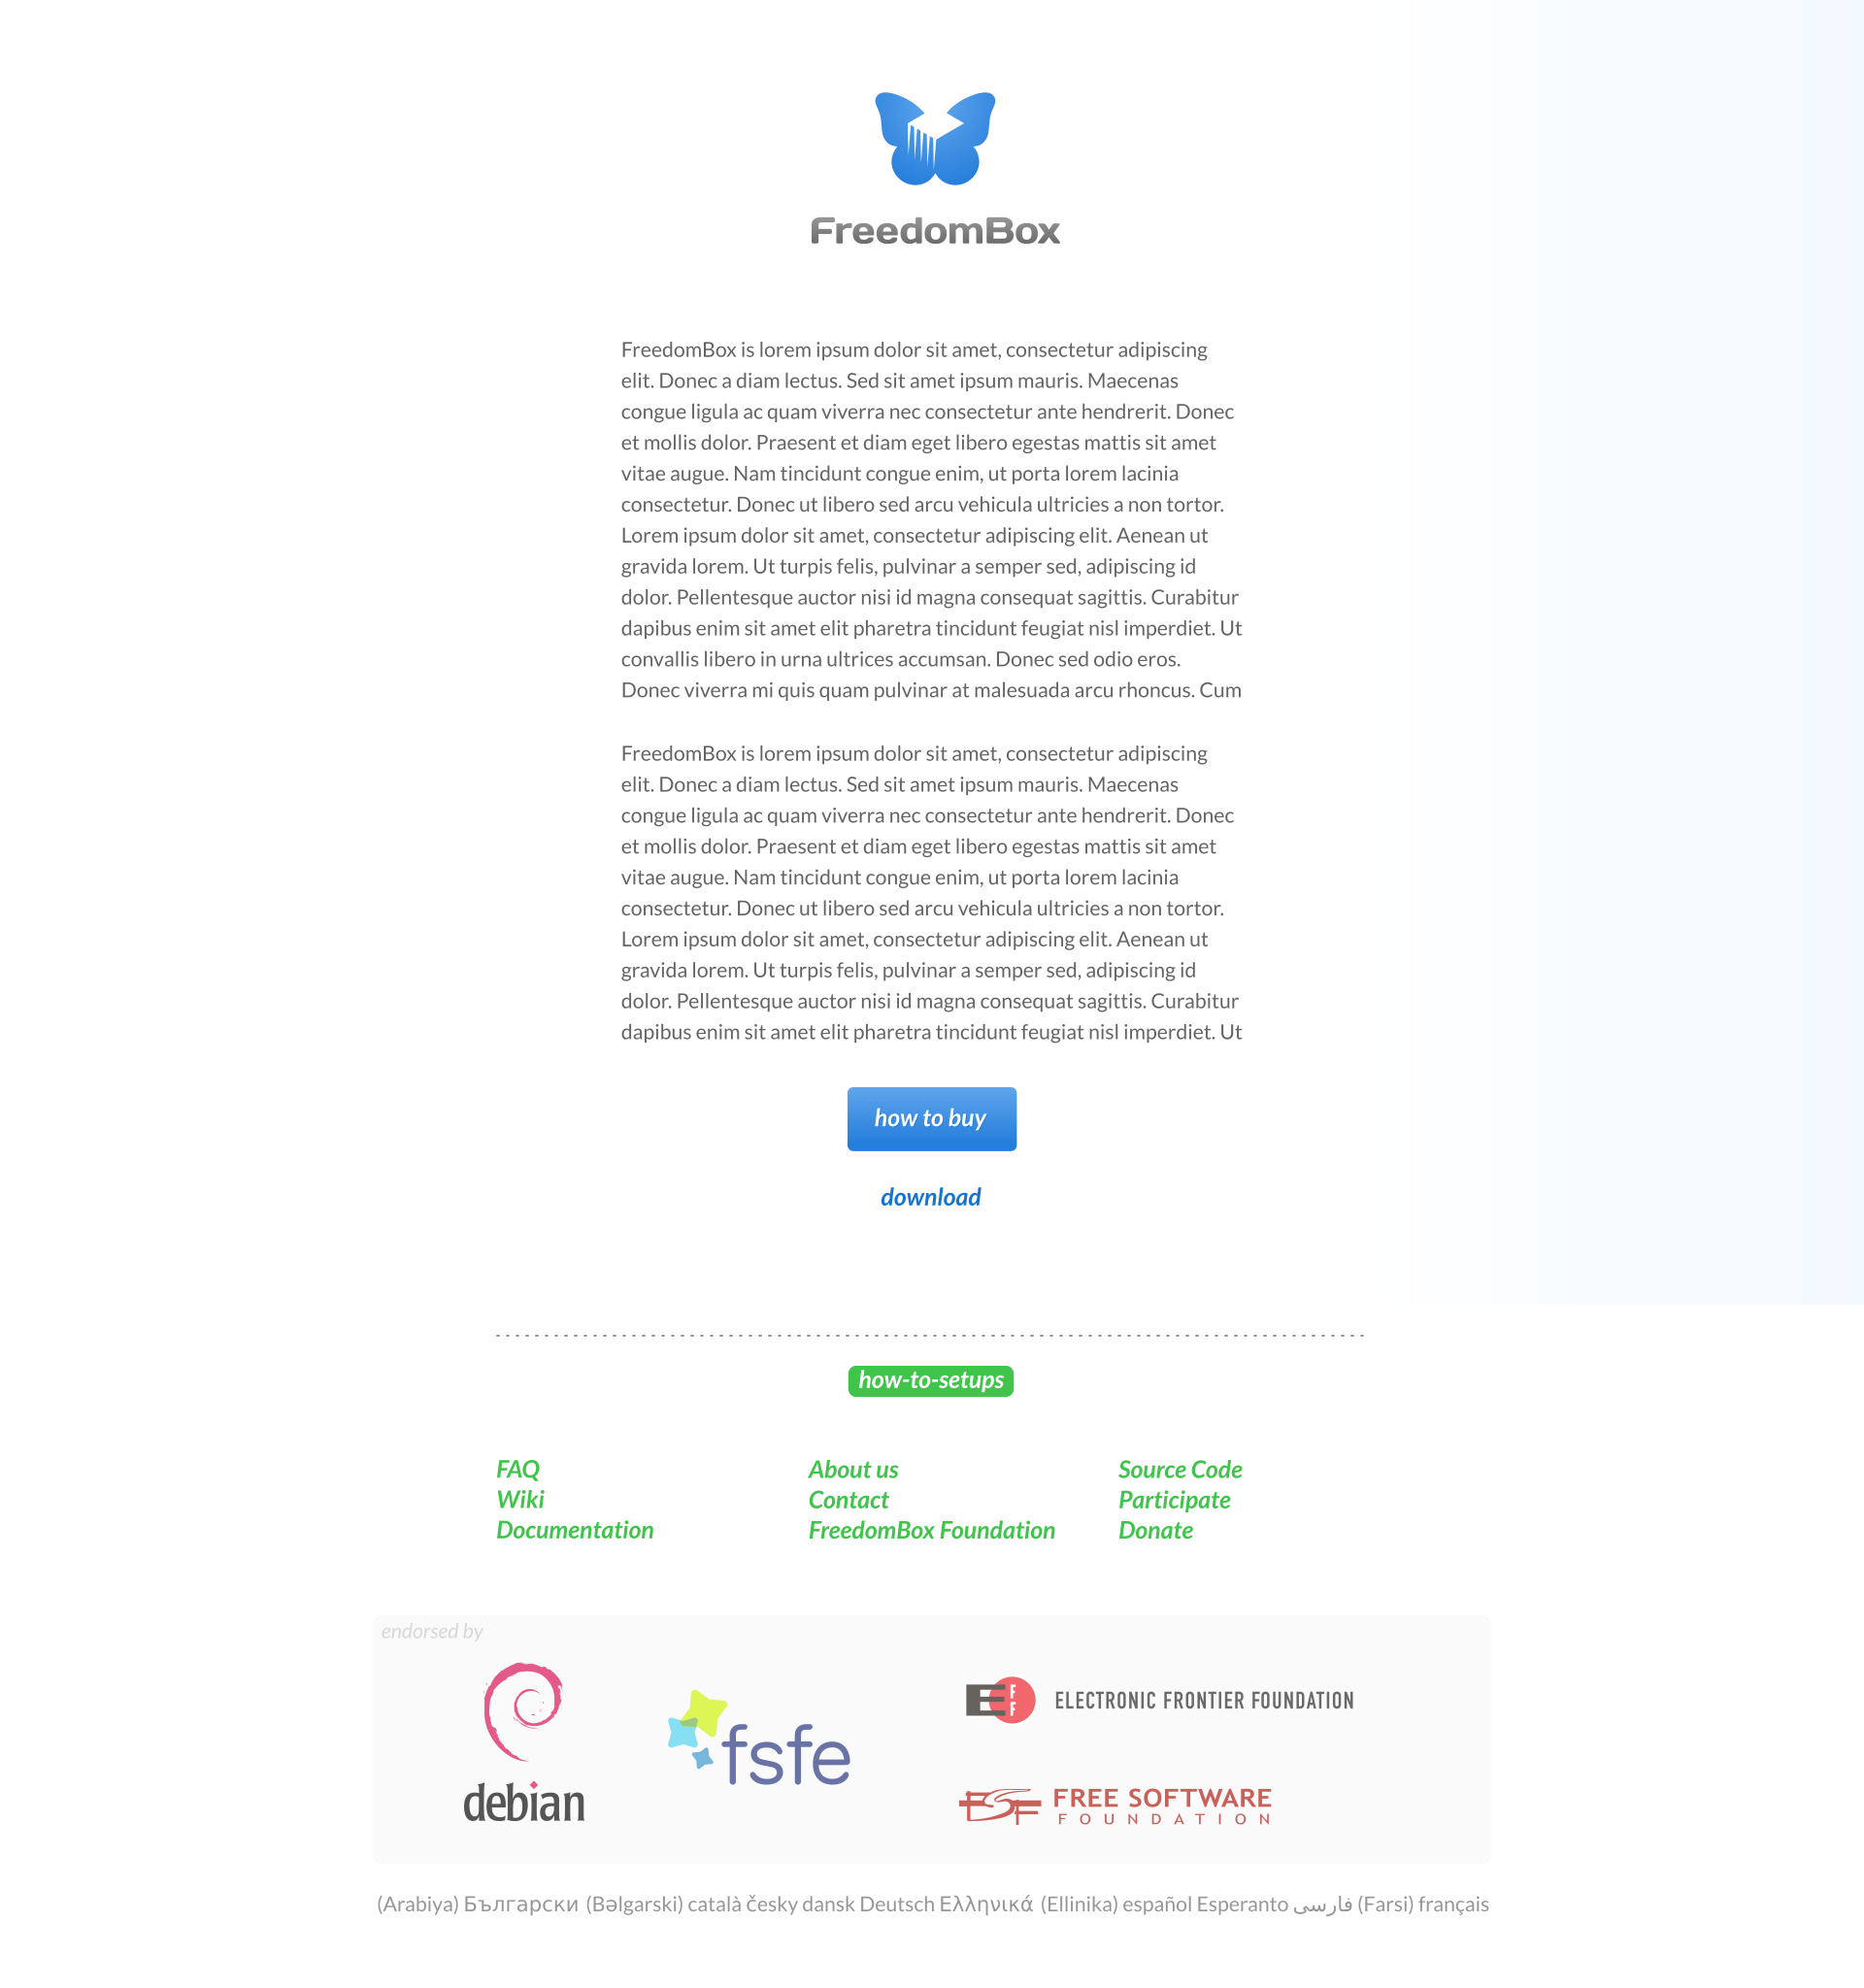 FreedomBox
FreedomBox is lorem ipsum dolor sit amet, consectetur adipiscing
elit. Donec a diam lectus. Sed sit amet ipsum mauris. Maecenas
congue ligula ac quam viverra nec consectetur ante hendrerit. Donec
et mollis dolor. Praesent et diam eget libero egestas mattis sit amet
vitae augue. Nam tincidunt congue enim, ut porta lorem lacinia
consectetur. Donec ut libero sed arcu vehicula ultricies a non tortor.
Lorem ipsum dolor sit amet, consectetur adipiscing elit. Aenean ut
gravida lorem. Ut turpis felis, pulvinar a semper sed, adipiscing id
dolor. Pellentesque auctor nisi id magna consequat sagittis. Curabitur
dapibus enim sit amet elit pharetra tincidunt feugiat nisl imperdiet. Ut
convallis libero in urna ultrices accumsan. Donec sed odio eros.
Donec viverra mi quis quam pulvinar at malesuada arcu rhoncus. Cum
FreedomBox is lorem ipsum dolor sit amet, consectetur adipiscing
elit. Donec a diam lectus. Sed sit amet ipsum mauris. Maecenas
congue ligula ac quam viverra nec consectetur ante hendrerit. Donec
et mollis dolor. Praesent et diam eget libero egestas mattis sit amet
vitae augue. Nam tincidunt congue enim, ut porta lorem lacinia
consectetur. Donec ut libero sed arcu vehicula ultricies a non tortor.
Lorem ipsum dolor sit amet, consectetur adipiscing elit. Aenean ut
gravida lorem. Ut turpis felis, pulvinar a semper sed, adipiscing id
dolor. Pellentesque auctor nisi id magna consequat sagittis. Curabitur
dapibus enim sit amet elit pharetra tincidunt feugiat nisl imperdiet. Ut
how to buy
download
how-to-setups
FAQ
Wiki
Documentation
About us
Contact
FreedomBox Foundation
Source Code
Participate
Donate
endorsed by
debian
fsfe
EFF ELECTRONIC FRONTIER FOUNDATION
FSF FREE SOFTWARE
FOUNDATION
(Arabiya) Български (Bəlgarski) català česky dansk Deutsch Ελληνικά (Ellinika) español Esperanto فارسی (Farsi) français